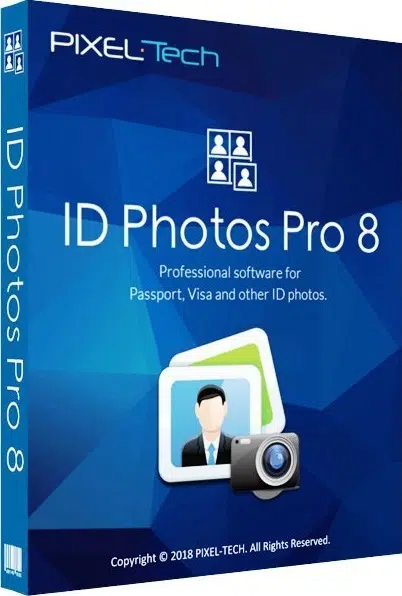 PIXEL-Tech
ID Photos Pro 8
Professional software for
Passport, Visa and other ID photos.
Copyright © 2018 PIXEL-TECH. All Rights Reserved.
ID Photos Pro 8